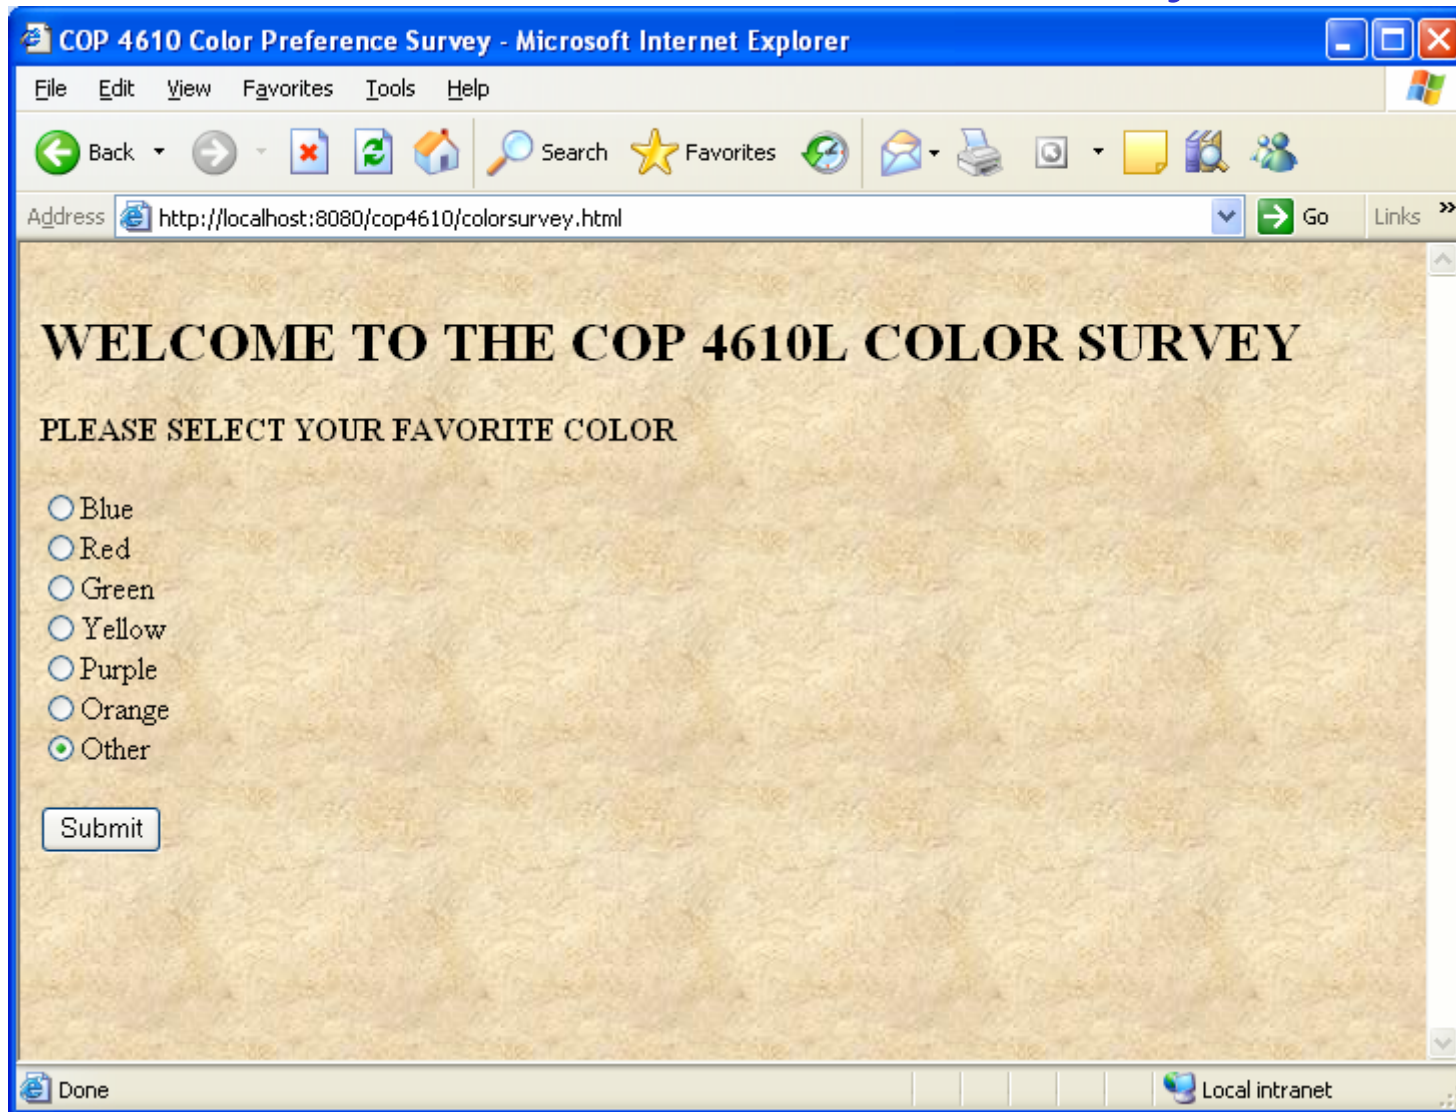 COP 4610 Color Preference Survey - Microsoft Internet Explorer
File Edit View Favorites Tools Help
Back Search Favorites
Address http://localhost:8080/cop4610/colorsurvey.html Go Links »
WELCOME TO THE COP 4610L COLOR SURVEY
PLEASE SELECT YOUR FAVORITE COLOR
Blue
Red
Green
Yellow
Purple
Orange
Other
Submit
Done Local intranet